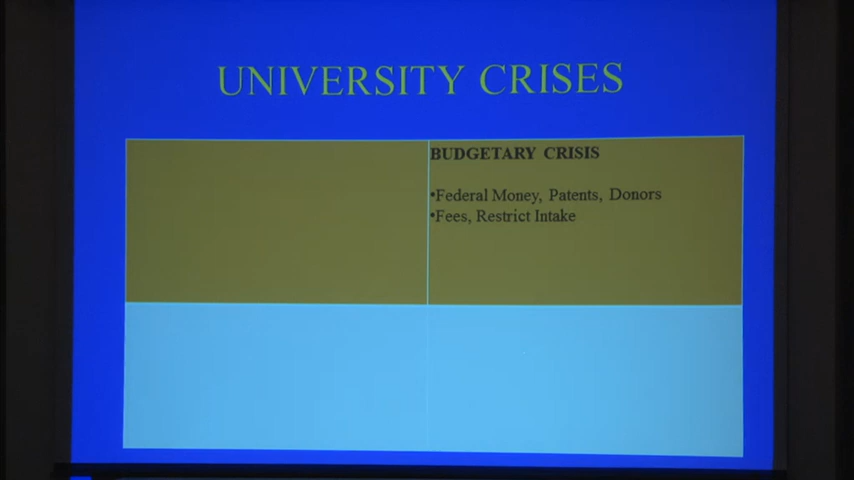 UNIVERSITY CRISES
BUDGETARY CRISIS
•Federal Money, Patents, Donors
•Fees, Restrict Intake